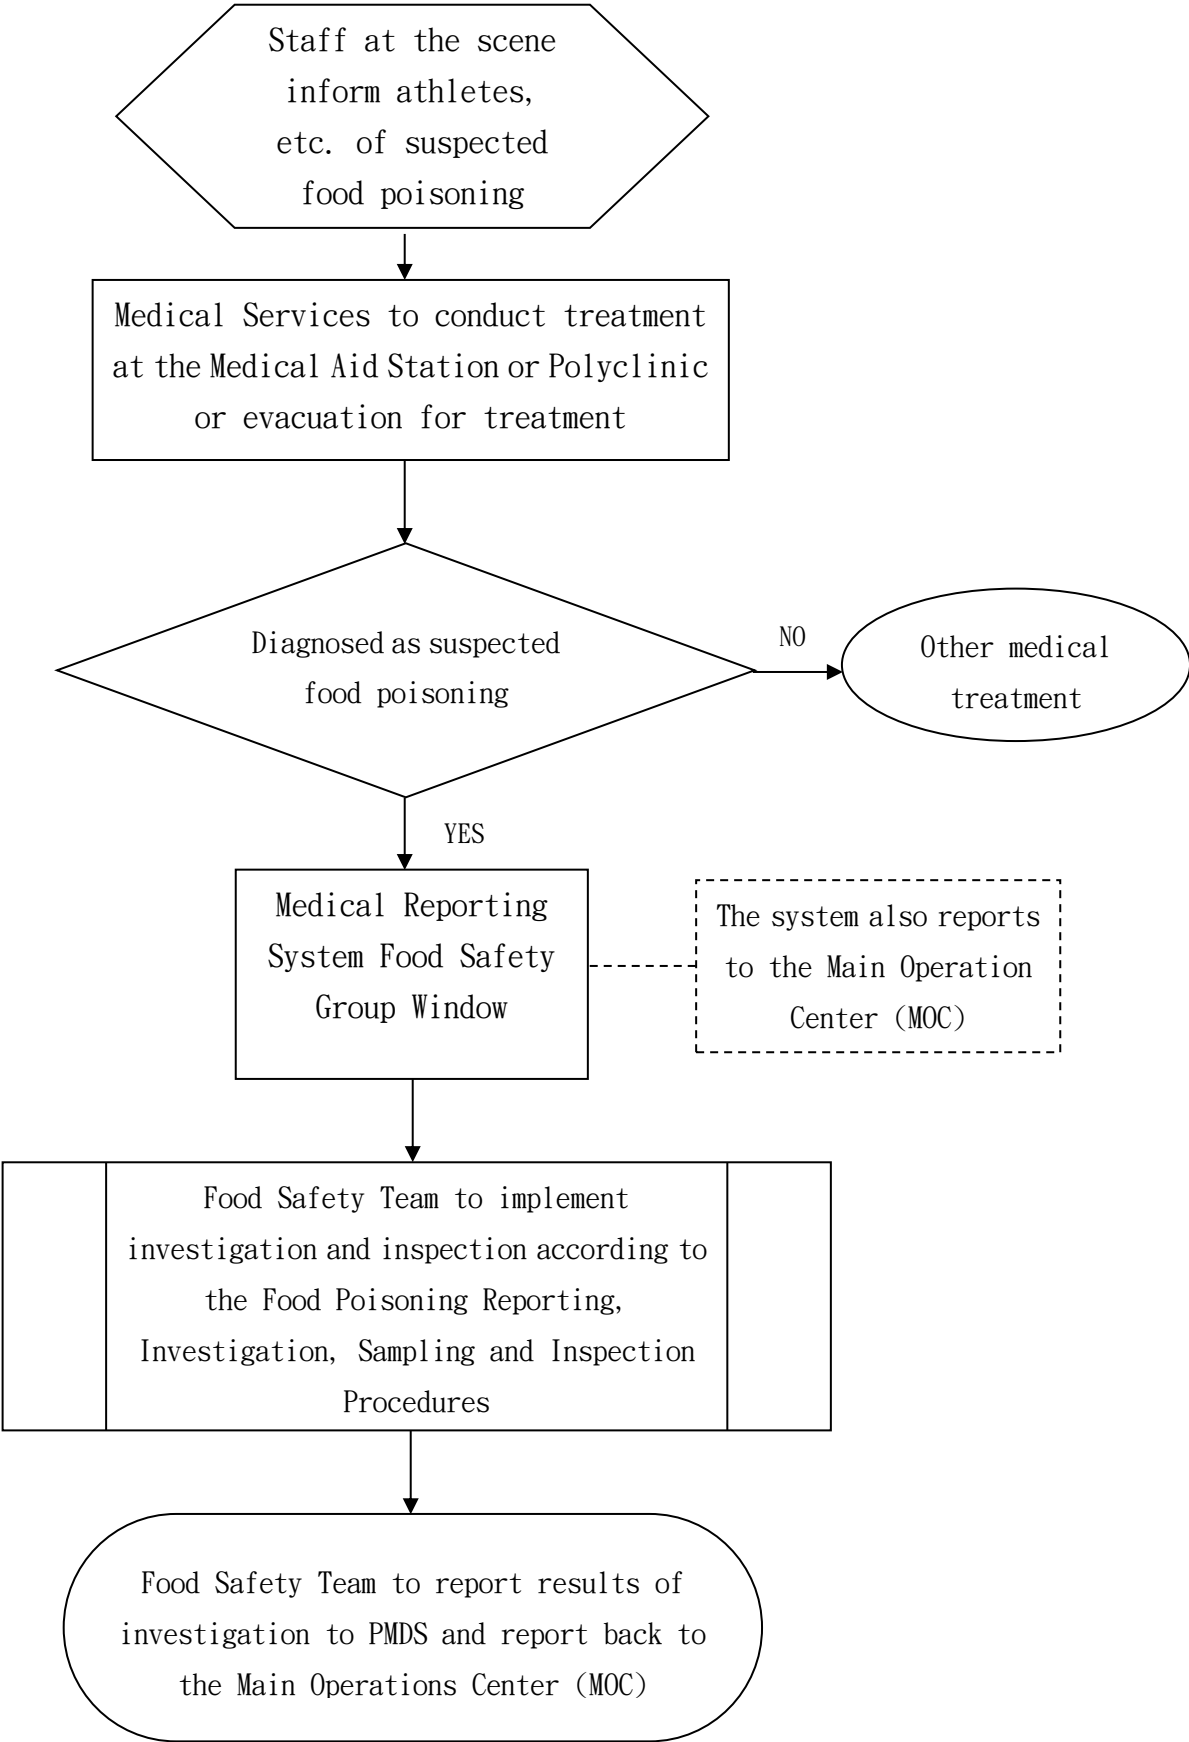 Staff at the scene
inform athletes,
etc. of suspected
food poisoning
Medical Services to conduct treatment
at the Medical Aid Station or Polyclinic
or evacuation for treatment
Diagnosed as suspected
food poisoning
NO
Other medical
treatment
YES
Medical Reporting
System Food Safety
Group Window
The system also reports
to the Main Operation
Center (MOC)
Food Safety Team to implement
investigation and inspection according to
the Food Poisoning Reporting,
Investigation, Sampling and Inspection
Procedures
Food Safety Team to report results of
investigation to PMDS and report back to
the Main Operations Center (MOC)